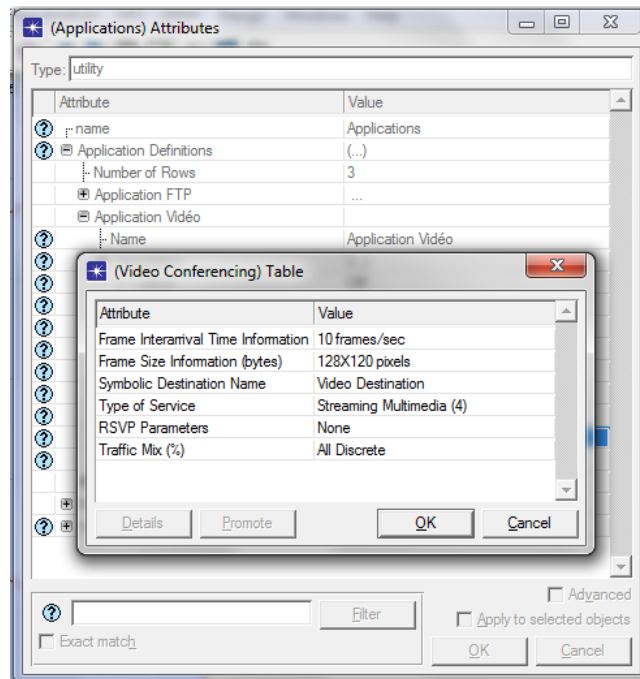 (Applications) Attributes
Type: utility
Attribute Value
name Applications
Application Definitions (...)
Number of Rows 3
Application FTP ...
Application Vidéo
Name Application Vidéo
(Video Conferencing) Table
Attribute Value
Frame Interarrival Time Information 10 frames/sec
Frame Size Information (bytes) 128X120 pixels
Symbolic Destination Name Video Destination
Type of Service Streaming Multimedia (4)
RSVP Parameters None
Traffic Mix (%) All Discrete
Details Promote OK Cancel
Advanced
Filter
Apply to selected objects
Exact match
OK Cancel